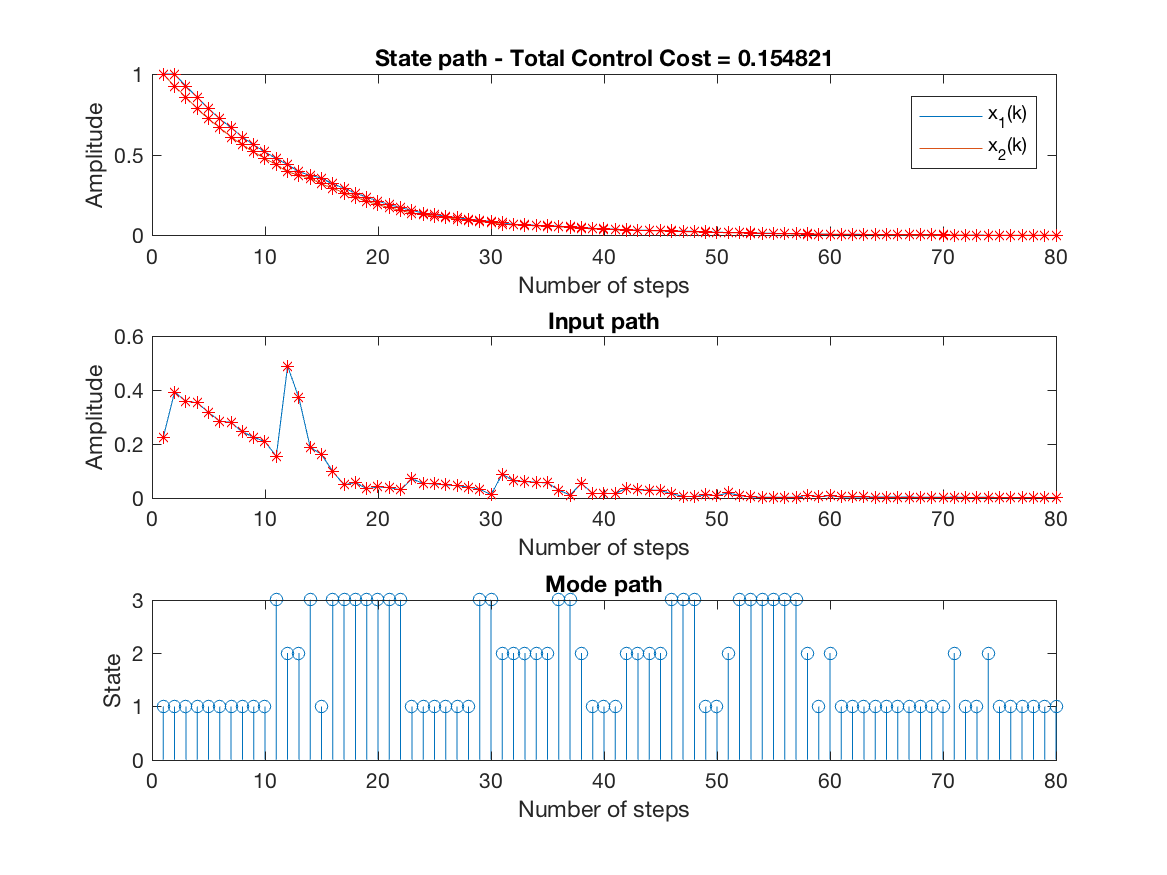 State path - Total Control Cost = 0.154821
1
0.5
0
Amplitude
x1(k)
x2(k)
0 10 20 30 40 50 60 70 80
Number of steps
Input path
0.6
0.4
0.2
0
Amplitude
0 10 20 30 40 50 60 70 80
Number of steps
Mode path
3
2
1
0
State
0 10 20 30 40 50 60 70 80
Number of steps